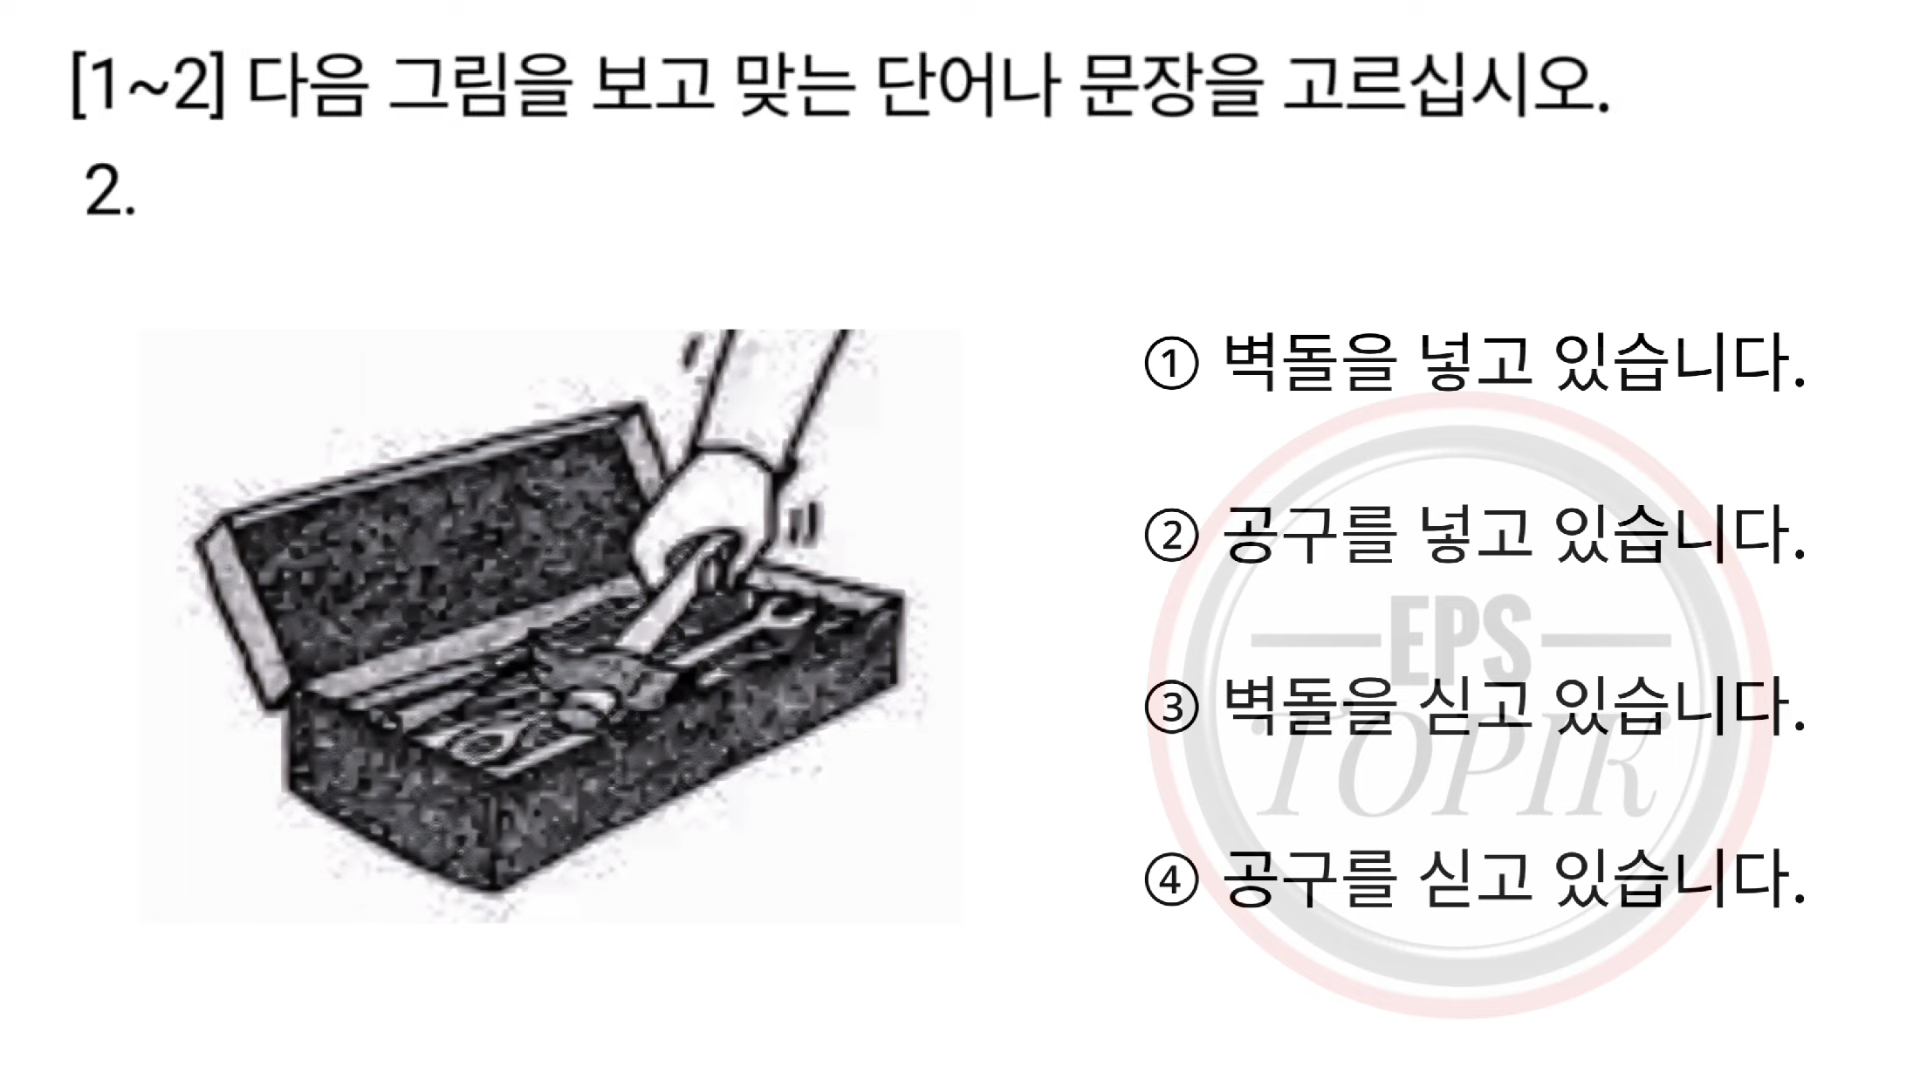 [1~2] 다음 그림을 보고 맞는 단어나 문장을 고르십시오.
2.
① 벽돌을 넣고 있습니다.
② 공구를 넣고 있습니다.
③ 벽돌을 싣고 있습니다.
④ 공구를 싣고 있습니다.
EPS
TOPIK